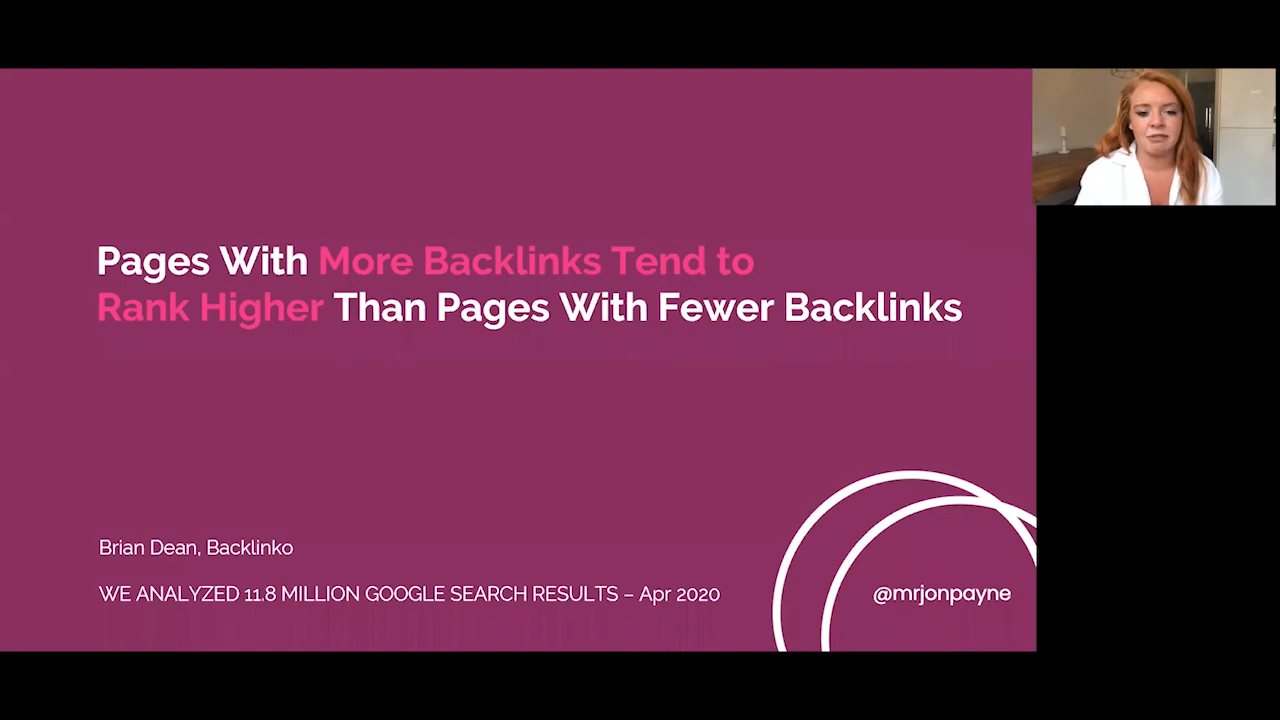 Pages With More Backlinks Tend to
Rank Higher Than Pages With Fewer Backlinks
Brian Dean, Backlinko
WE ANALYZED 11.8 MILLION GOOGLE SEARCH RESULTS – Apr 2020
@mrjonpayne